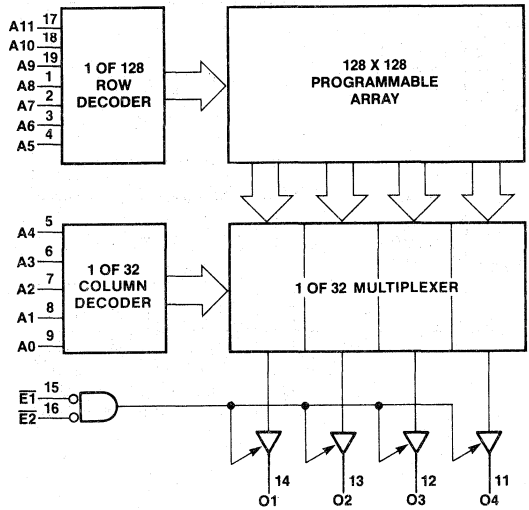 A11 17
A10 18
A9 19
A8 1
A7 2
A6 3
A5 4
1 OF 128
ROW
DECODER
128 X 128
PROGRAMMABLE
ARRAY
A4 5
A3 6
A2 7
A1 8
A0 9
1 OF 32
COLUMN
DECODER
1 OF 32 MULTIPLEXER
E1 15
E2 16
14
13
12
11
O1
O2
O3
O4